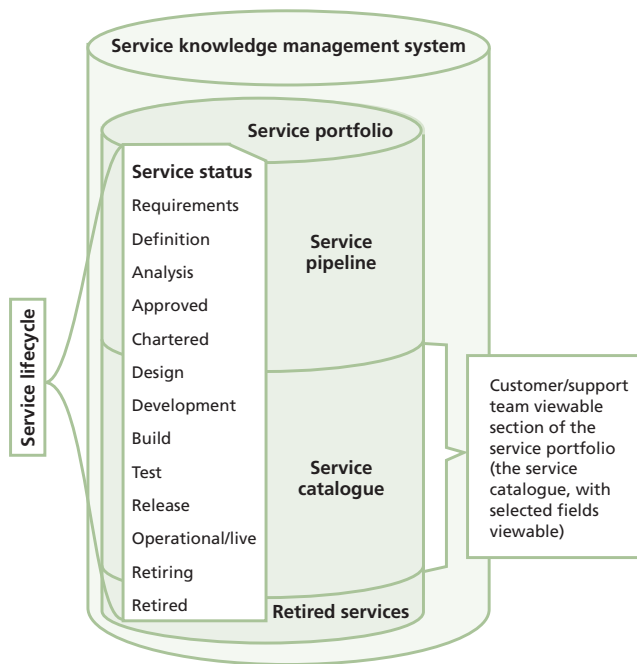 Service knowledge management system
Service portfolio
Service lifecycle
Service status
Requirements
Definition
Analysis
Approved
Chartered
Design
Development
Build
Test
Release
Operational/live
Retiring
Retired
Service
pipeline
Service
catalogue
Retired services
Customer/support
team viewable
section of the
service portfolio
(the service
catalogue, with
selected fields
viewable)